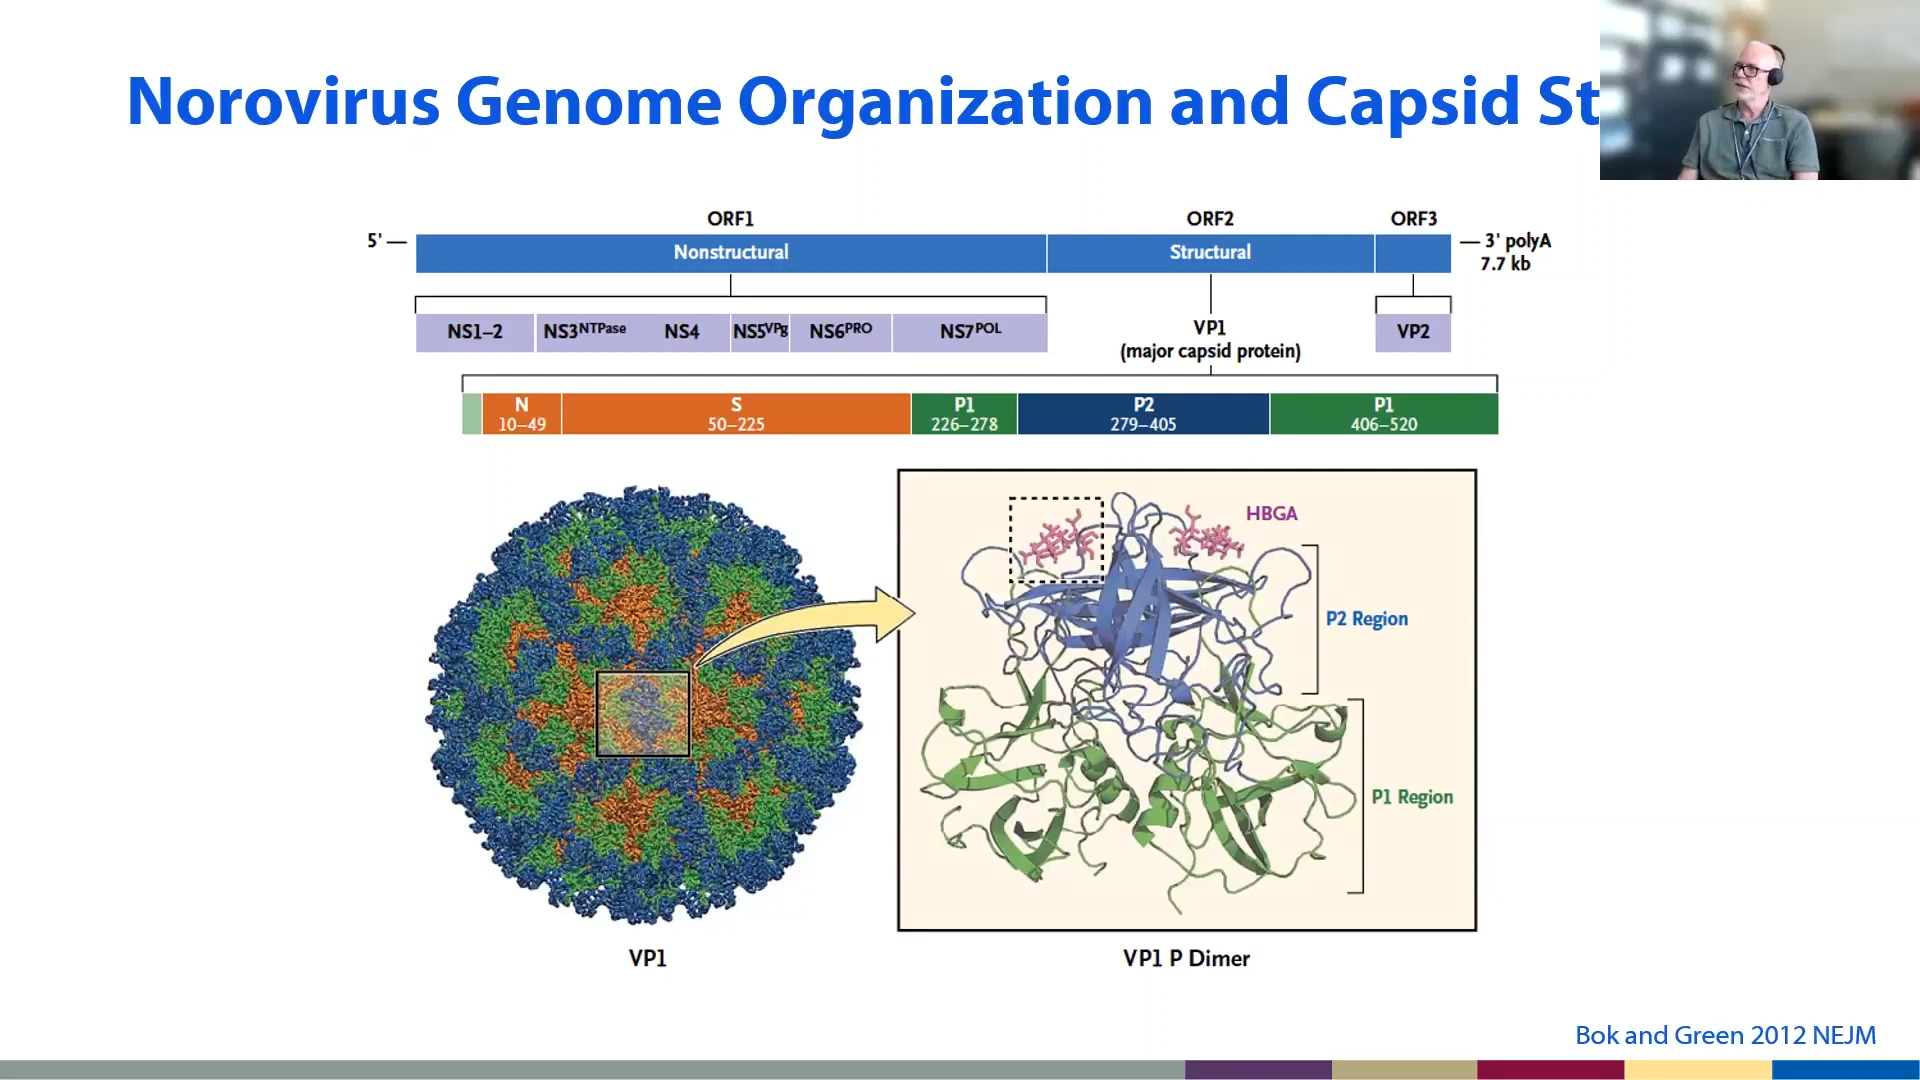 Norovirus Genome Organization and Capsid St
ORF1 ORF2 ORF3
5' Nonstructural Structural 3' polyA
7.7 kb
NS1–2 NS3NTPase NS4 NS5VPg NS6PRO NS7POL VP1 VP2
(major capsid protein)
N S P1 P2 P1
10–49 50–225 226–278 279–405 406–520
HBGA
P2 Region
P1 Region
VP1 VP1 P Dimer
Bok and Green 2012 NEJM